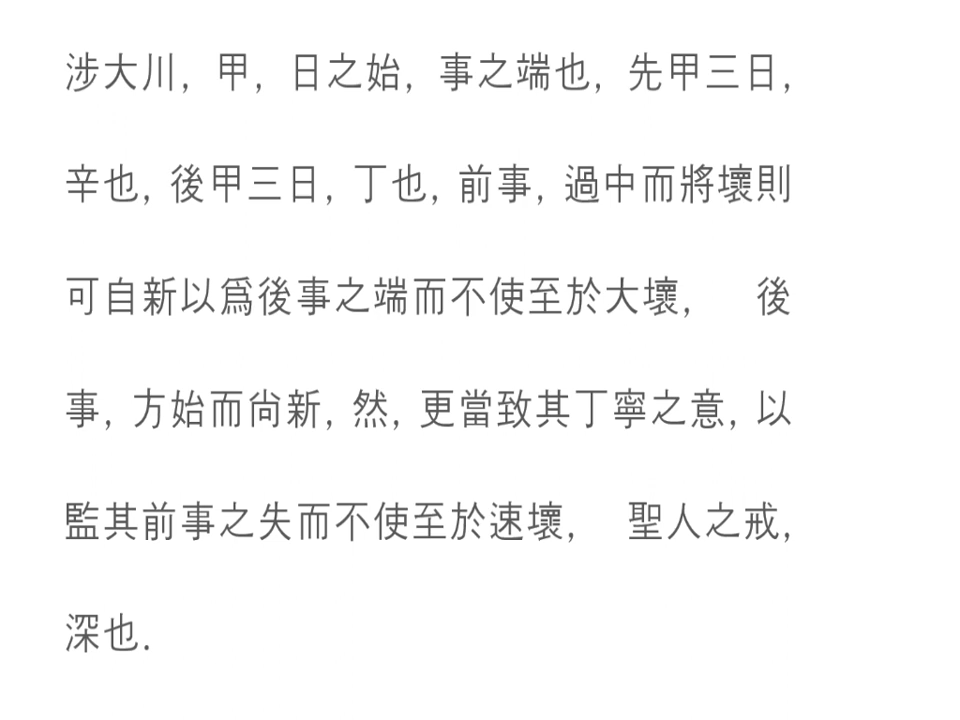 涉大川, 甲, 日之始, 事之端也, 先甲三日,
辛也, 後甲三日, 丁也, 前事, 過中而將壞則
可自新以爲後事之端而不使至於大壞, 後
事, 方始而尙新, 然, 更當致其丁寧之意, 以
監其前事之失而不使至於速壞, 聖人之戒,
深也.